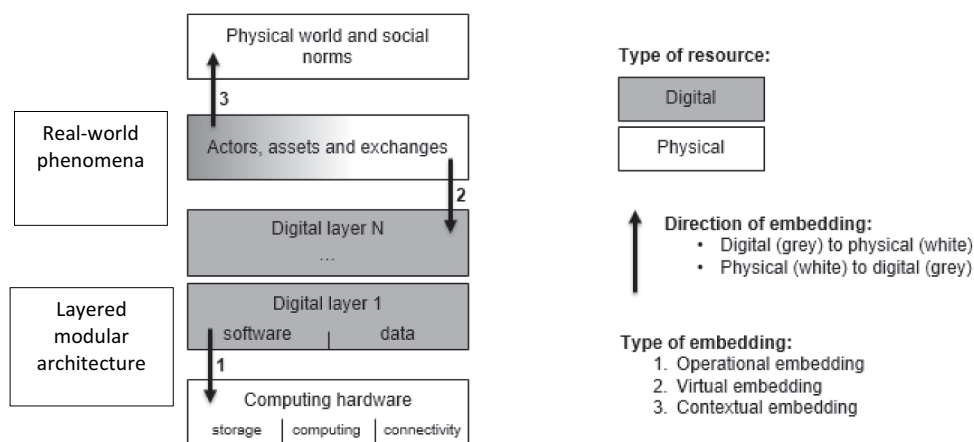 Physical world and social
norms
3
Real-world
phenomena
Actors, assets and exchanges
2
Digital layer N
...
Layered
modular
architecture
Digital layer 1
software | data
1
Computing hardware
storage | computing | connectivity
Type of resource:
Digital
Physical
Direction of embedding:
• Digital (grey) to physical (white)
• Physical (white) to digital (grey)
Type of embedding:
1. Operational embedding
2. Virtual embedding
3. Contextual embedding